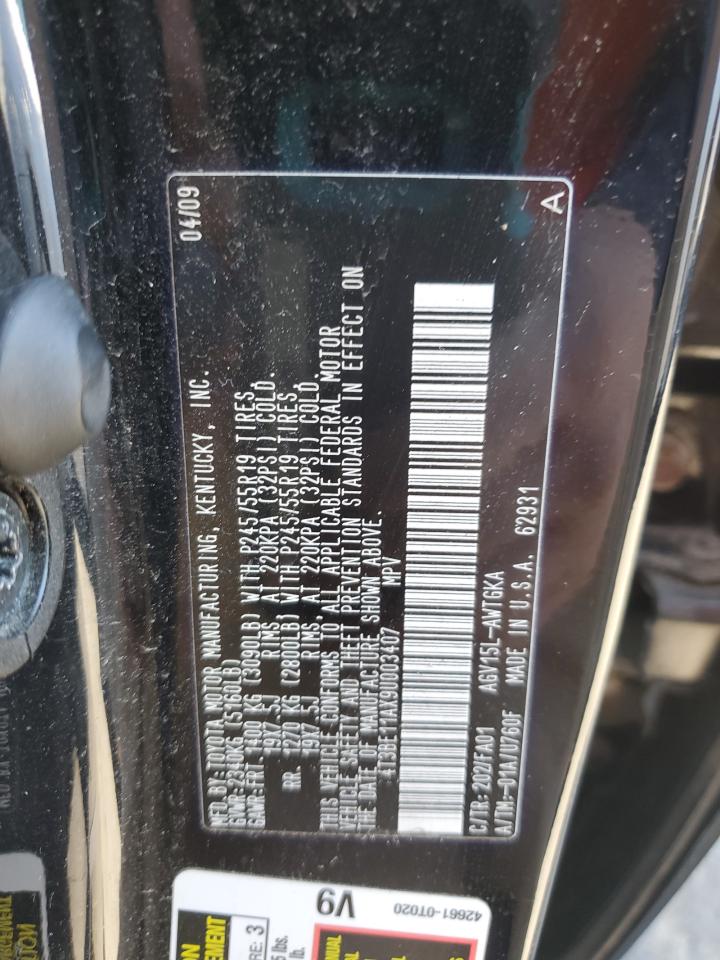 04/09
MFD.BY: TOYOTA MOTOR MANUFACTURING, KENTUCKY, INC.
GVWR: 2340KG (5160LB)
GAWR: FRT. 1400 KG (3090LB) WITH P245/55R19 TIRES,
19X7.5J RIMS AT 220KPA (32PSI) COLD.
RR. 1271 KG (2800LB) WITH P245/55R19 TIRES,
19X7.5J RIMS AT 220KPA (32PSI) COLD.
THIS VEHICLE CONFORMS TO ALL APPLICABLE FEDERAL MOTOR
VEHICLE SAFETY AND THEFT PREVENTION STANDARDS IN EFFECT ON
THE DATE OF MANUFACTURE SHOWN ABOVE.
4T3BE11AX9U003407 MPV
C/TR: 202/FA01 AGV15L-AWTGKA
A/TM: -01A/U760F MADE IN U.S.A. 62931
A
V9
42661-0T020